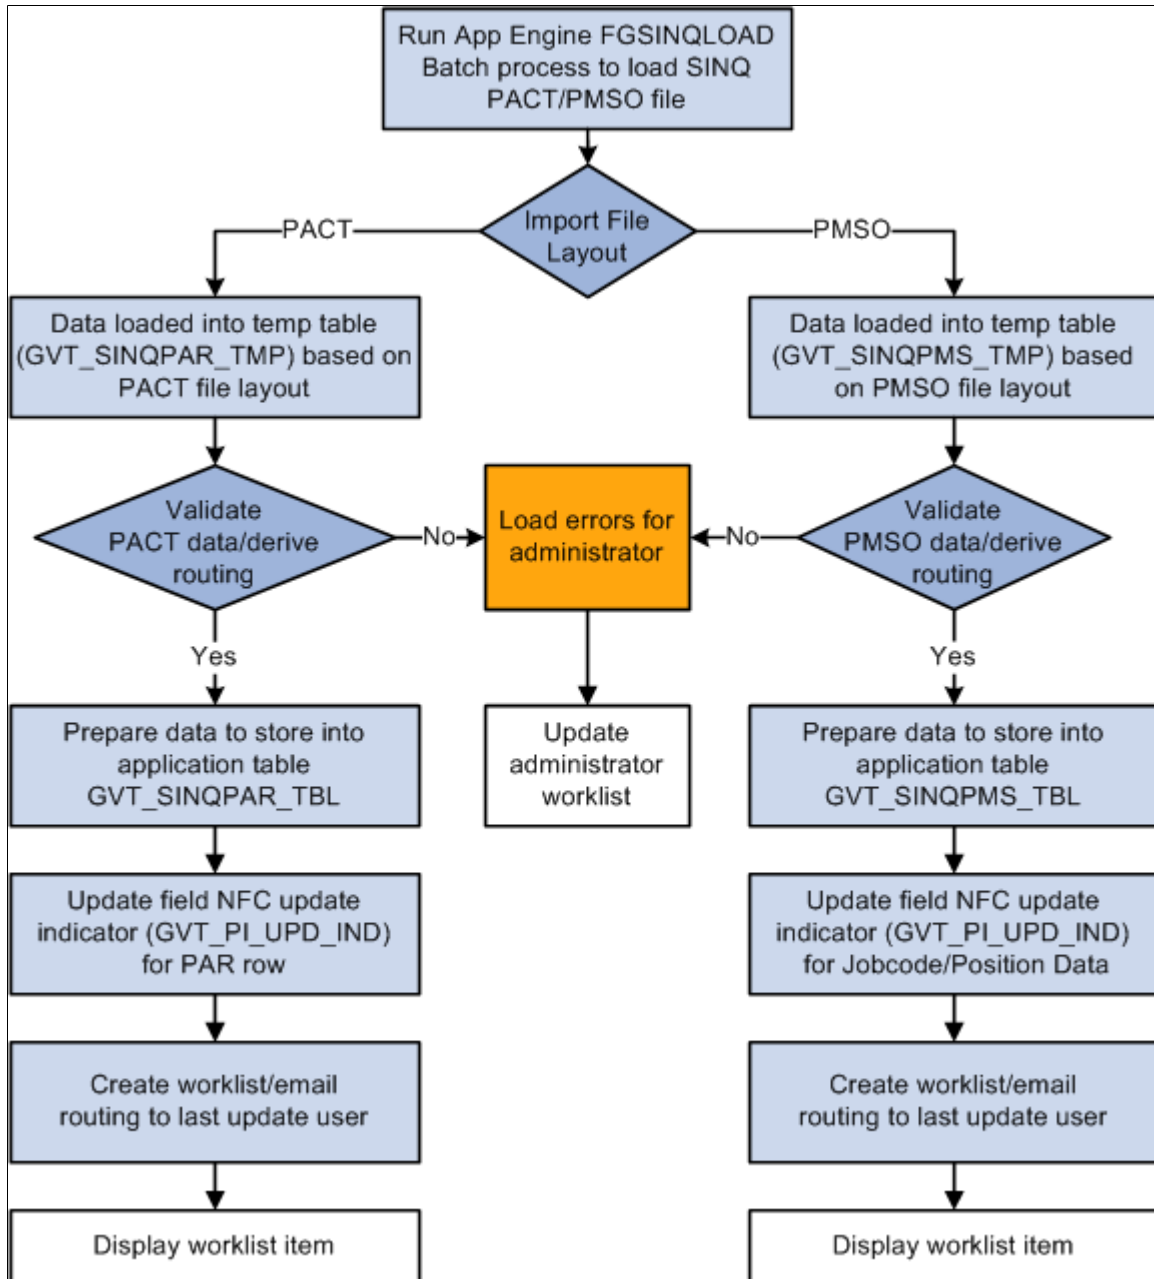 Run App Engine FGSINQLOAD
Batch process to load SINQ
PACT/PMSO file
Import File
Layout
PACT
PMSO
Data loaded into temp table
(GVT_SINQPAR_TMP) based on
PACT file layout
Data loaded into temp table
(GVT_SINQPMS_TMP) based
on PMSO file layout
Validate
PACT data/derive
routing
No
Load errors for
administrator
No
Validate
PMSO data/derive
routing
Yes
Yes
Prepare data to store into
application table
GVT_SINQPAR_TBL
Update
administrator
worklist
Prepare data to store into
application table
GVT_SINQPMS_TBL
Update field NFC update
indicator (GVT_PI_UPD_IND)
for PAR row
Update field NFC update
indicator (GVT_PI_UPD_IND)
for Jobcode/Position Data
Create worklist/email
routing to last update user
Create worklist/email
routing to last update user
Display worklist item
Display worklist item